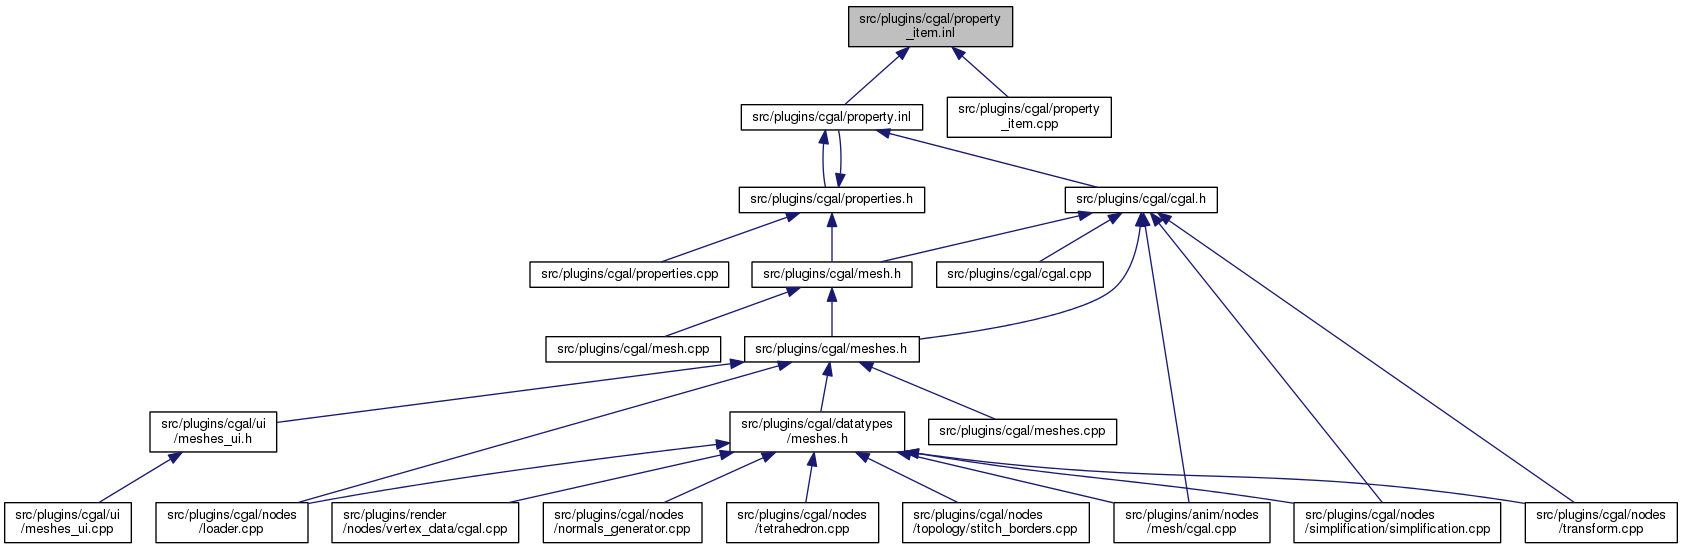 src/plugins/cgal/property
_item.inl
src/plugins/cgal/property.inl
src/plugins/cgal/property
_item.cpp
src/plugins/cgal/properties.h
src/plugins/cgal/cgal.h
src/plugins/cgal/properties.cpp
src/plugins/cgal/mesh.h
src/plugins/cgal/cgal.cpp
src/plugins/cgal/mesh.cpp
src/plugins/cgal/meshes.h
src/plugins/cgal/ui
/meshes_ui.h
src/plugins/cgal/datatypes
/meshes.h
src/plugins/cgal/meshes.cpp
src/plugins/cgal/ui
/meshes_ui.cpp
src/plugins/cgal/nodes
/loader.cpp
src/plugins/render
/nodes/vertex_data/cgal.cpp
src/plugins/cgal/nodes
/normals_generator.cpp
src/plugins/cgal/nodes
/tetrahedron.cpp
src/plugins/cgal/nodes
/topology/stitch_borders.cpp
src/plugins/anim/nodes
/mesh/cgal.cpp
src/plugins/cgal/nodes
/simplification/simplification.cpp
src/plugins/cgal/nodes
/transform.cpp